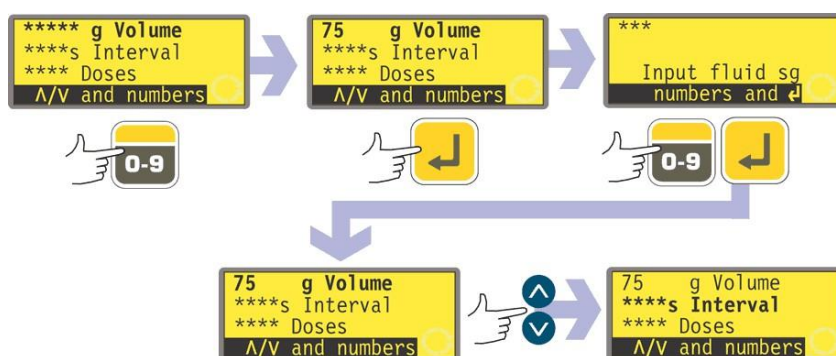 ***** g Volume
****s Interval
**** Doses
∧/∨ and numbers
75 g Volume
****s Interval
**** Doses
∧/∨ and numbers
***
Input fluid sg
numbers and ↲
0-9
0-9
75 g Volume
****s Interval
**** Doses
∧/∨ and numbers
75 g Volume
****s Interval
**** Doses
∧/∨ and numbers